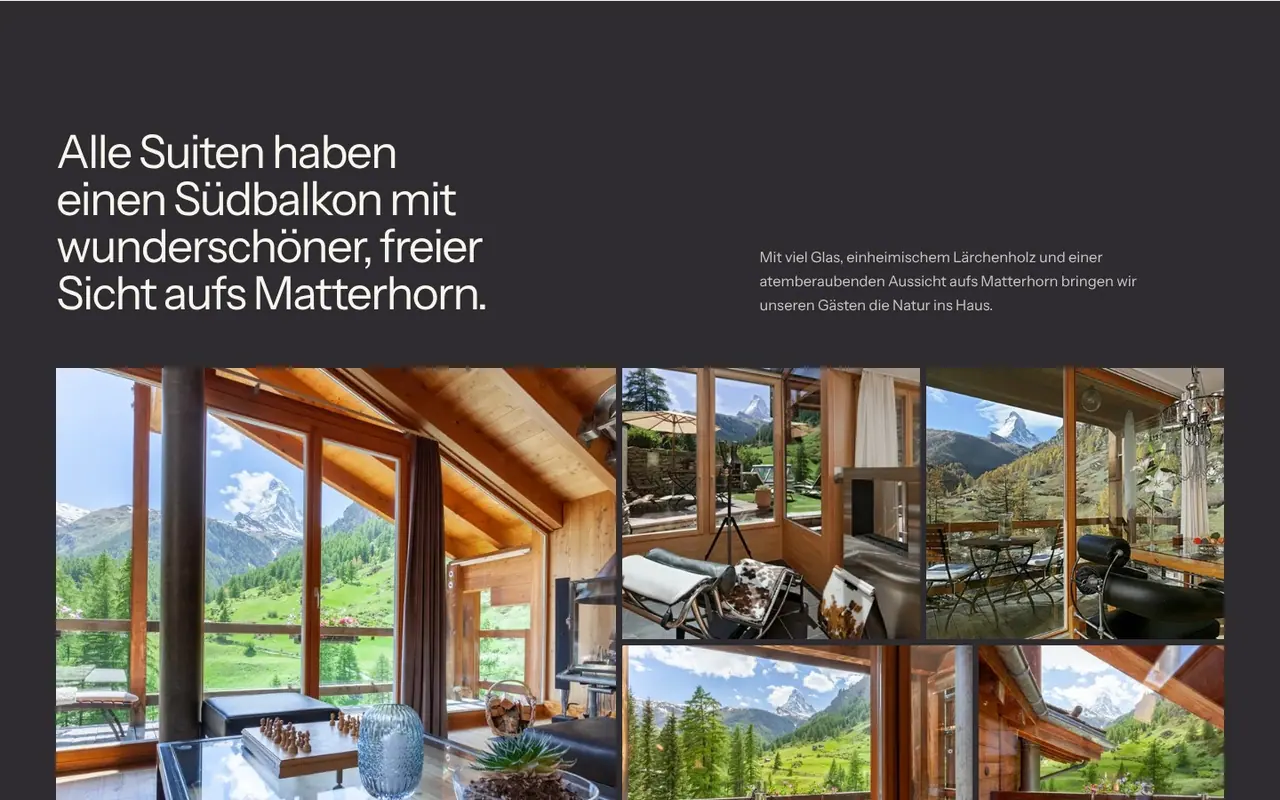 Alle Suiten haben
einen Südbalkon mit
wunderschöner, freier
Sicht aufs Matterhorn.
Mit viel Glas, einheimischem Lärchenholz und einer
atemberaubenden Aussicht aufs Matterhorn bringen wir
unseren Gästen die Natur ins Haus.